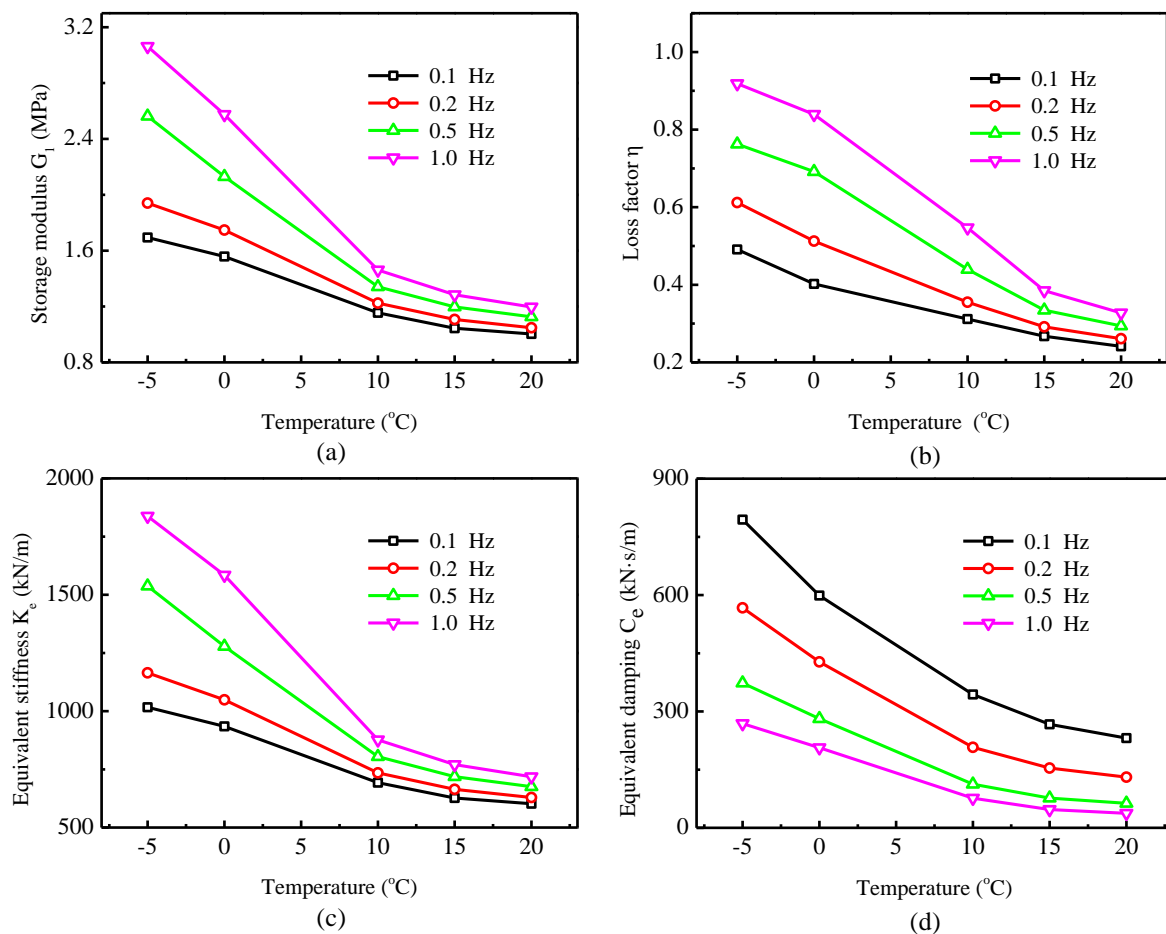 3.2
2.4
1.6
0.8
Storage modulus G₁ (MPa)
0.1 Hz
0.2 Hz
0.5 Hz
1.0 Hz
-5 0 10 15 20
Temperature (°C)
(a)
1.0
0.8
0.6
0.4
0.2
Loss factor η
0.1 Hz
0.2 Hz
0.5 Hz
1.0 Hz
-5 0 10 15 20
Temperature (°C)
(b)
2000
1500
1000
500
Equivalent stiffness Kₑ (kN/m)
0.1 Hz
0.2 Hz
0.5 Hz
1.0 Hz
-5 0 10 15 20
Temperature (°C)
(c)
900
600
300
0
Equivalent damping Cₑ (kN·s/m)
0.1 Hz
0.2 Hz
0.5 Hz
1.0 Hz
-5 0 10 15 20
Temperature (°C)
(d)